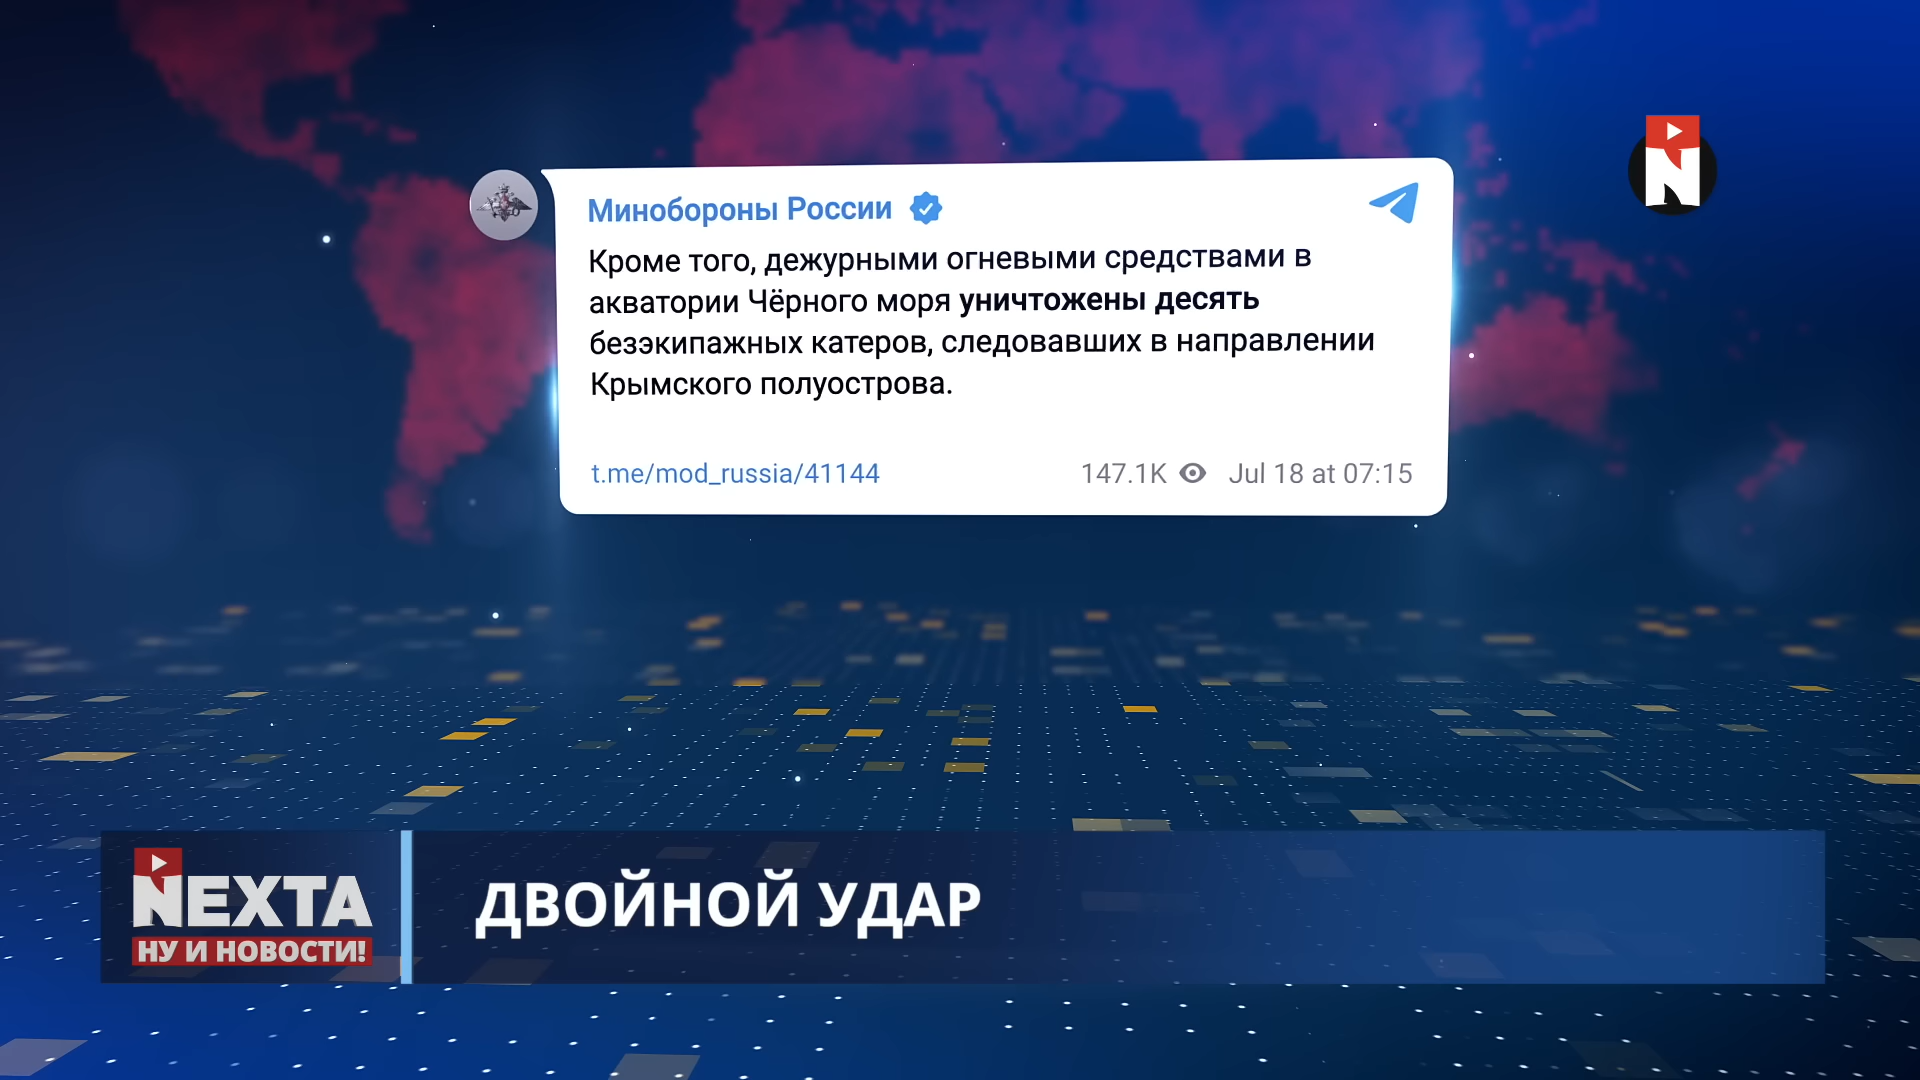 Минобороны России
Кроме того, дежурными огневыми средствами в
акватории Чёрного моря уничтожены десять
безэкипажных катеров, следовавших в направлении
Крымского полуострова.
t.me/mod_russia/41144 147.1K Jul 18 at 07:15
N
NEXTA
НУ И НОВОСТИ!
ДВОЙНОЙ УДАР